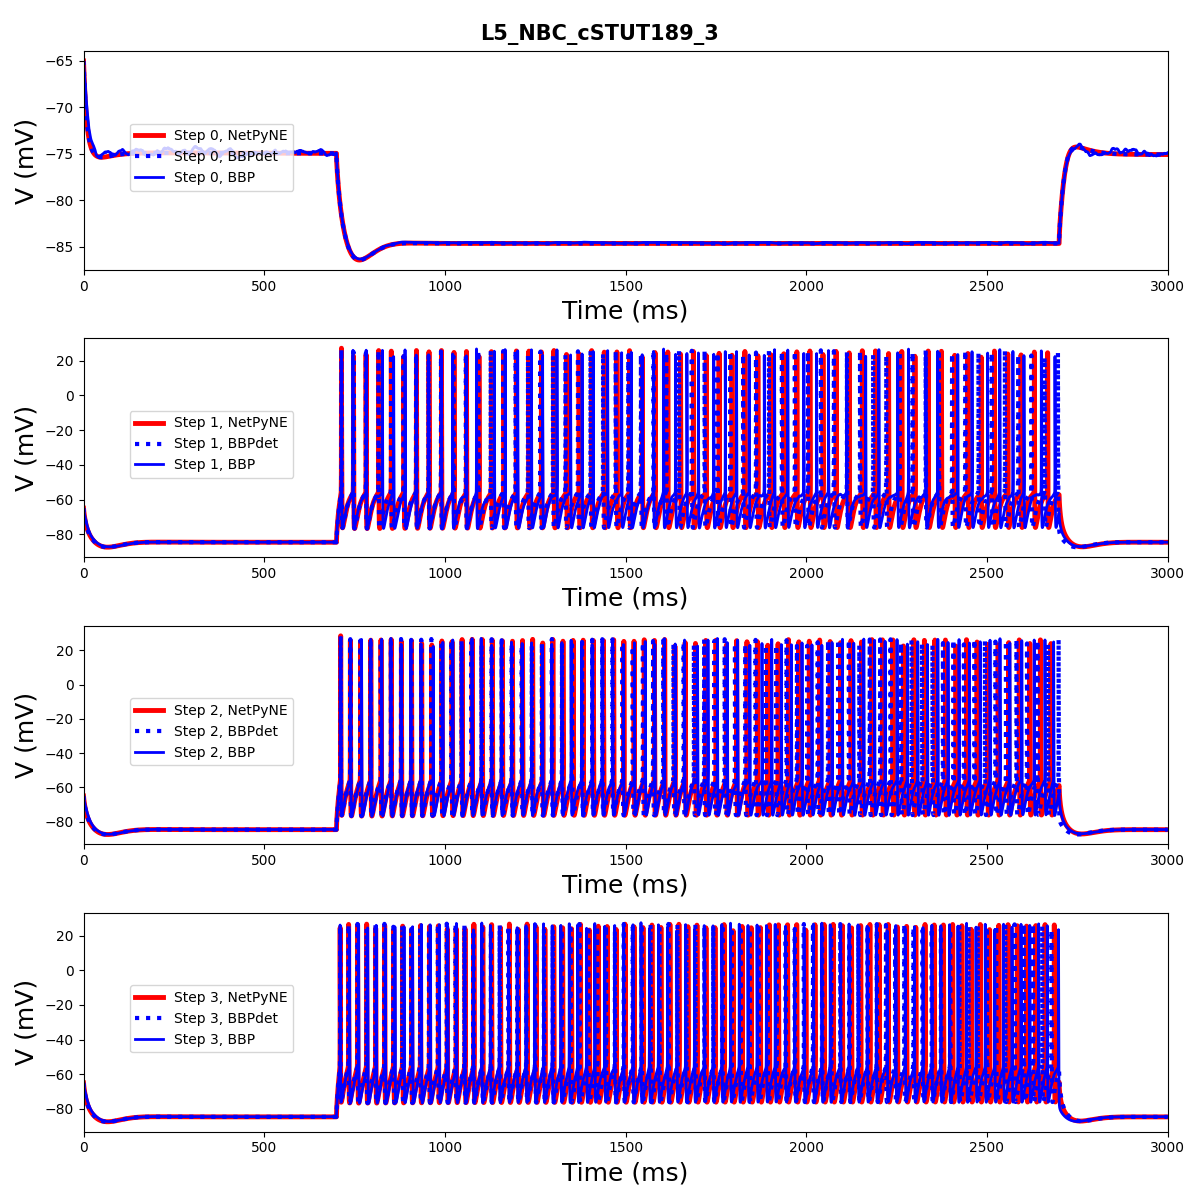 L5_NBC_cSTUT189_3
−65
−70
−75
−80
−85
V (mV)
Step 0, NetPyNE
Step 0, BBPdet
Step 0, BBP
0 500 1000 1500 2000 2500 3000
Time (ms)
20
0
−20
−40
−60
−80
V (mV)
Step 1, NetPyNE
Step 1, BBPdet
Step 1, BBP
0 500 1000 1500 2000 2500 3000
Time (ms)
20
0
−20
−40
−60
−80
V (mV)
Step 2, NetPyNE
Step 2, BBPdet
Step 2, BBP
0 500 1000 1500 2000 2500 3000
Time (ms)
20
0
−20
−40
−60
−80
V (mV)
Step 3, NetPyNE
Step 3, BBPdet
Step 3, BBP
0 500 1000 1500 2000 2500 3000
Time (ms)